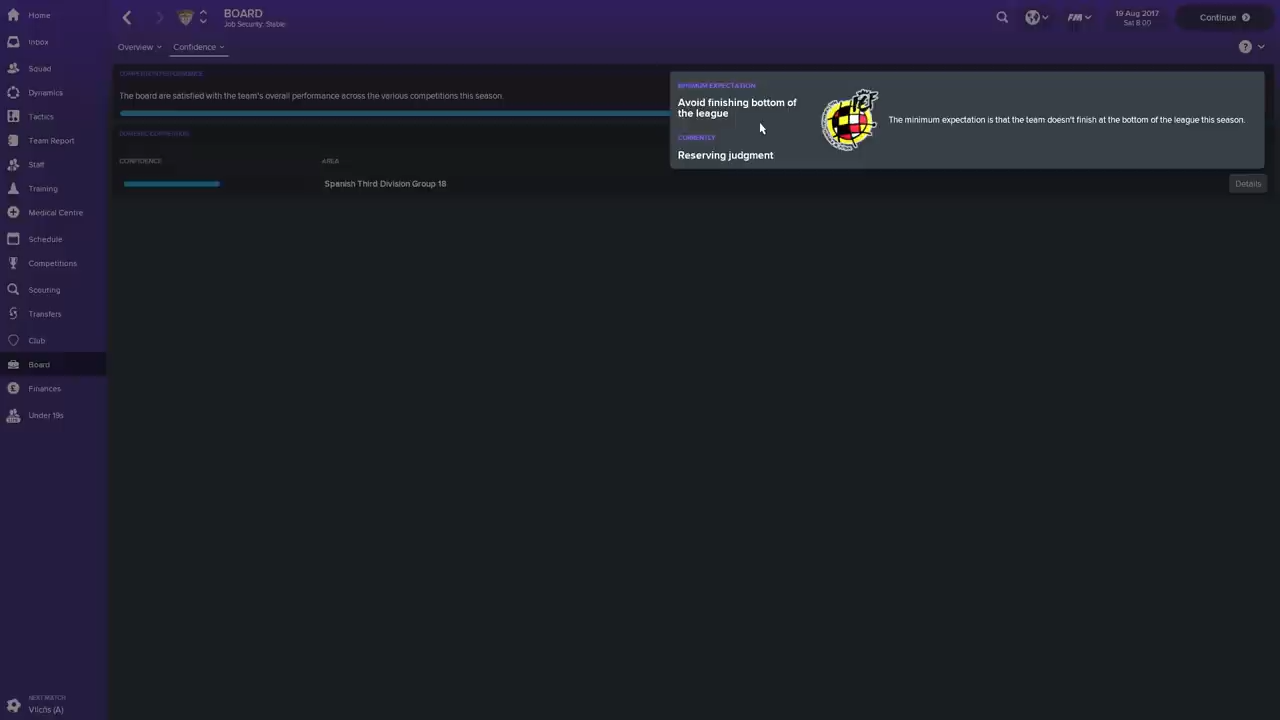 Home
Inbox
Squad
Dynamics
Tactics
Team Report
Staff
Training
Medical Centre
Schedule
Competitions
Scouting
Transfers
Club
Board
Finances
Under 19s
NEXT MATCH
Vilchs (A)
BOARD
Job Security: Stable
FM
19 Aug 2017
Sat 8:00
Continue
Overview
Confidence
?
COMPETITION PERFORMANCE
The board are satisfied with the team's overall performance across the various competitions this season.
CONFIDENCE
AREA
Spanish Third Division Group 18
Details
MINIMUM EXPECTATION
Avoid finishing bottom of
the league
CURRENTLY
Reserving judgment
The minimum expectation is that the team doesn't finish at the bottom of the league this season.